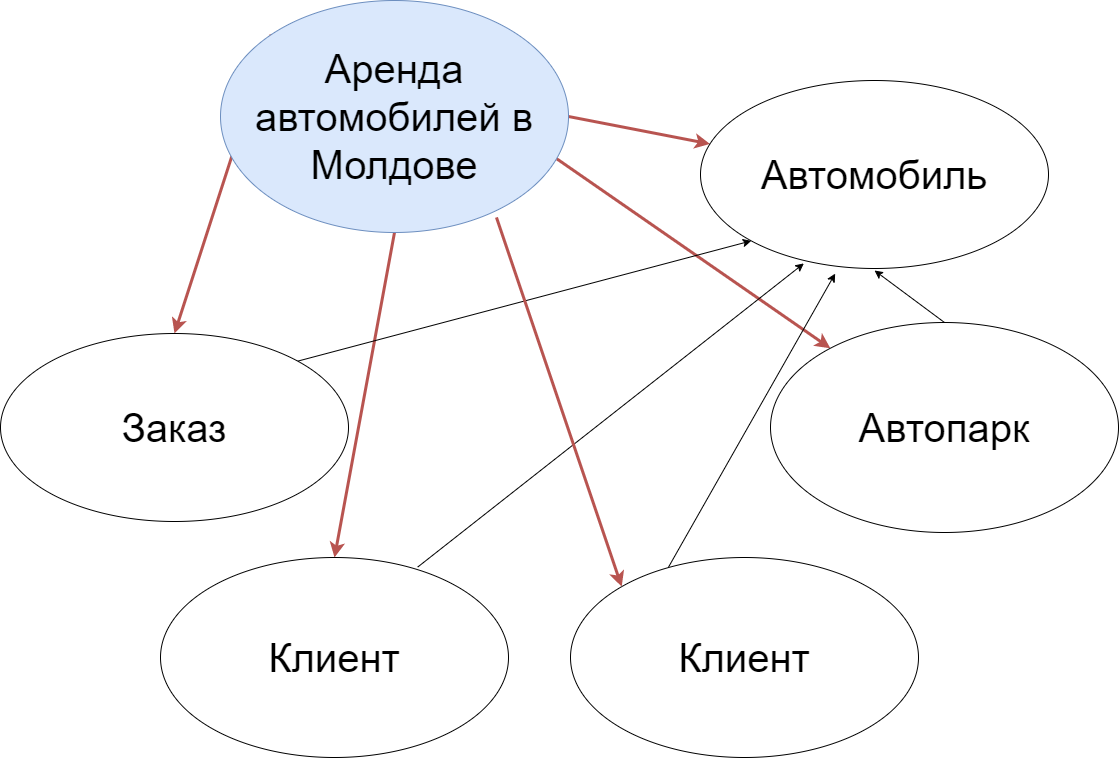 Аренда
автомобилей в
Молдове
Автомобиль
Заказ
Автопарк
Клиент
Клиент